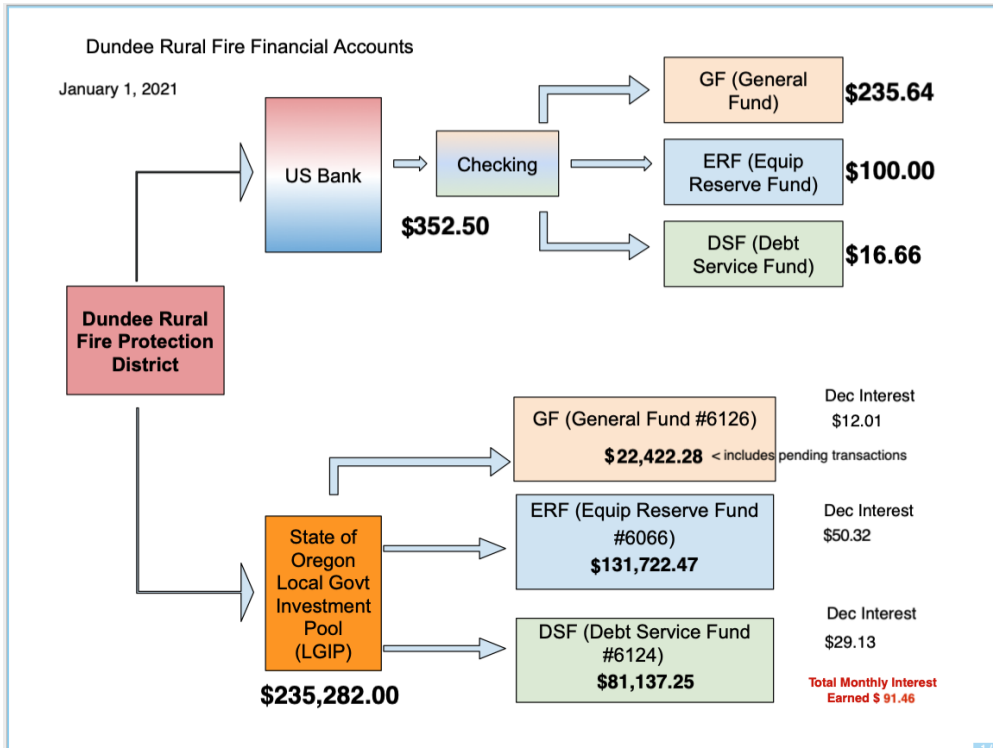 Dundee Rural Fire Financial Accounts
January 1, 2021
US Bank
Checking
$352.50
GF (General
Fund)
$235.64
ERF (Equip
Reserve Fund)
$100.00
DSF (Debt
Service Fund)
$16.66
Dundee Rural
Fire Protection
District
State of
Oregon
Local Govt
Investment
Pool
(LGIP)
$235,282.00
GF (General Fund #6126)
$22,422.28 < includes pending transactions
Dec Interest
$12.01
ERF (Equip Reserve Fund
#6066)
$131,722.47
Dec Interest
$50.32
DSF (Debt Service Fund
#6124)
$81,137.25
Dec Interest
$29.13
Total Monthly Interest
Earned $ 91.46